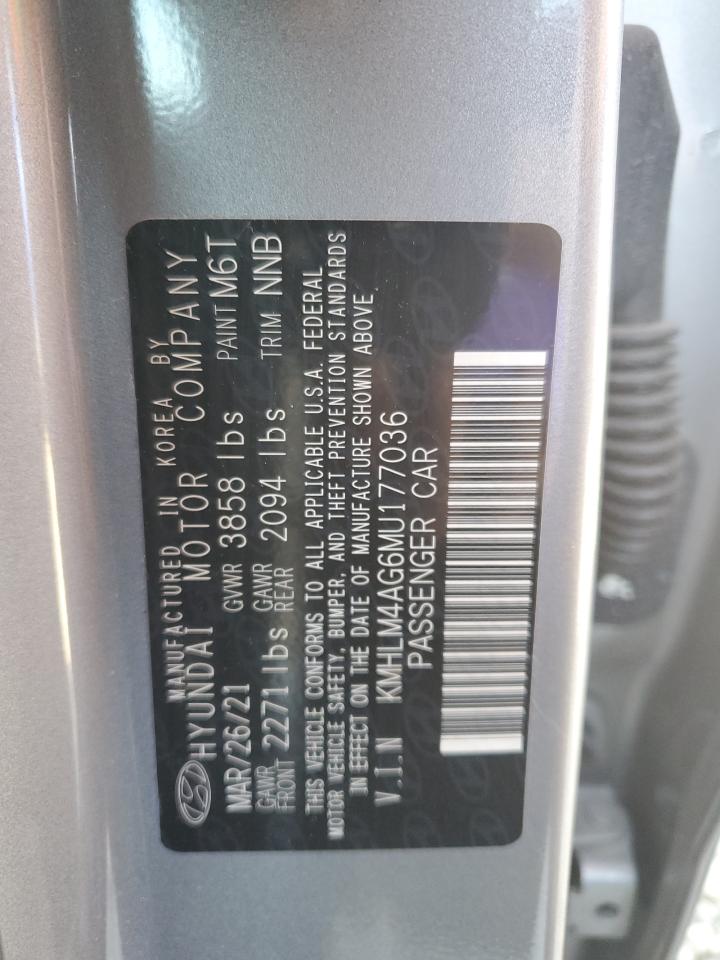 MANUFACTURED IN KOREA BY
HYUNDAI MOTOR COMPANY
MAR/26/21 GVWR 3858 lbs PAINT M6T
GAWR FRONT 2271 lbs GAWR REAR 2094 lbs TRIM NNB
THIS VEHICLE CONFORMS TO ALL APPLICABLE U.S.A. FEDERAL
MOTOR VEHICLE SAFETY, BUMPER, AND THEFT PREVENTION STANDARDS
IN EFFECT ON THE DATE OF MANUFACTURE SHOWN ABOVE
V.I.N KMHLM4AG6MU177036
PASSENGER CAR